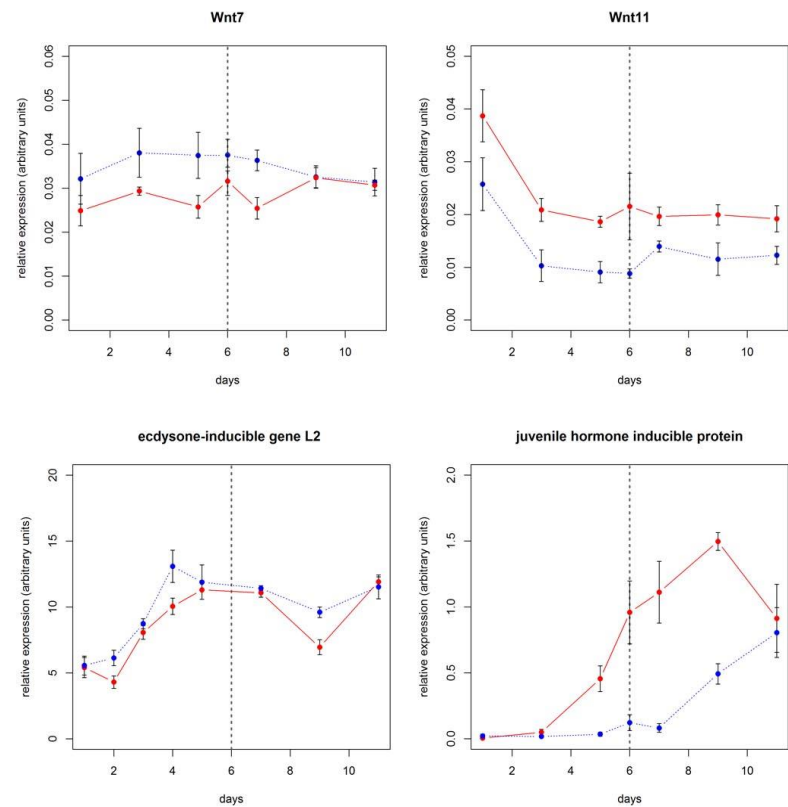 Wnt7
relative expression (arbitrary units)
0.06
0.05
0.04
0.03
0.02
0.01
0.00
2 4 6 8 10
days
Wnt11
relative expression (arbitrary units)
0.05
0.04
0.03
0.02
0.01
0.00
2 4 6 8 10
days
ecdysone-inducible gene L2
relative expression (arbitrary units)
20
15
10
5
0
2 4 6 8 10
days
juvenile hormone inducible protein
relative expression (arbitrary units)
2.0
1.5
1.0
0.5
0.0
2 4 6 8 10
days